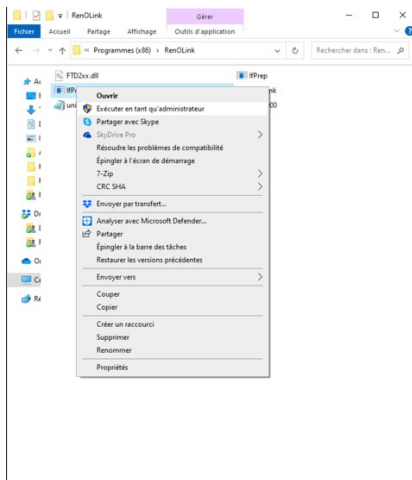 RenOLink
Gérer
Fichier Accueil Partage Affichage Outils d'application
« Programmes (x86) › RenOLink
Rechercher dans : Ren...
FTD2xx.dll
IfPrep
Ouvrir
Exécuter en tant qu'administrateur
Partager avec Skype
SkyDrive Pro
Résoudre les problèmes de compatibilité
Épingler à l'écran de démarrage
7-Zip
CRC SHA
Envoyer par transfert...
Analyser avec Microsoft Defender...
Partager
Épingler à la barre des tâches
Restaurer les versions précédentes
Envoyer vers
Couper
Copier
Créer un raccourci
Supprimer
Renommer
Propriétés